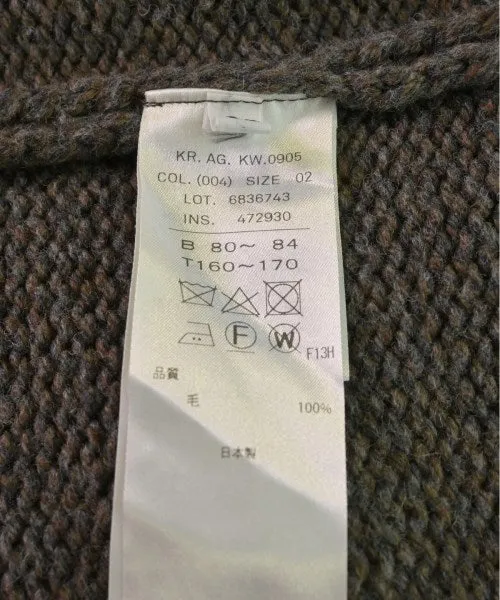 KR. AG. KW.0905
COL. (004) SIZE 02
LOT. 6836743
INS. 472930
B 80～ 84
T160～170
F W F13H
品質
毛 100%
日本製